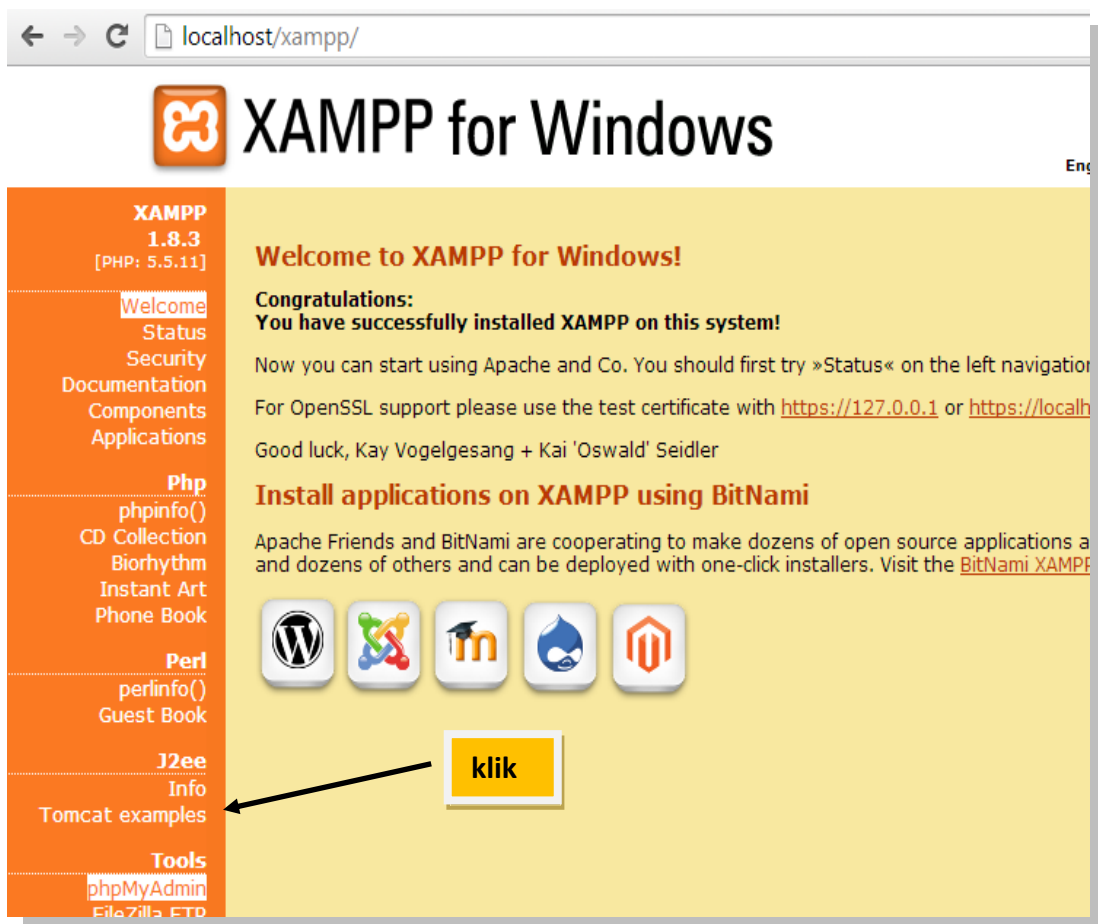 localhost/xampp/
XAMPP for Windows
XAMPP
1.8.3
[PHP: 5.5.11]
Welcome
Status
Security
Documentation
Components
Applications
Php
phpinfo()
CD Collection
Biorhythm
Instant Art
Phone Book
Perl
perlinfo()
Guest Book
J2ee
Info
Tomcat examples
Tools
phpMyAdmin
FileZilla FTP
Welcome to XAMPP for Windows!
Congratulations:
You have successfully installed XAMPP on this system!
Now you can start using Apache and Co. You should first try »Status« on the left navigation
For OpenSSL support please use the test certificate with https://127.0.0.1 or https://localh
Good luck, Kay Vogelgesang + Kai 'Oswald' Seidler
Install applications on XAMPP using BitNami
Apache Friends and BitNami are cooperating to make dozens of open source applications a
and dozens of others and can be deployed with one-click installers. Visit the BitNami XAMPP
klik